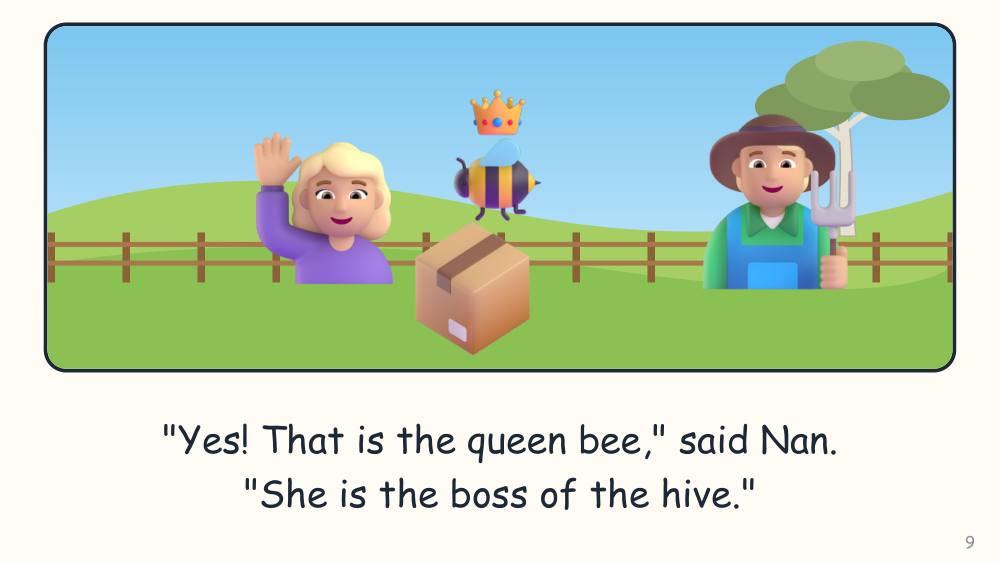 "Yes! That is the queen bee," said Nan.
"She is the boss of the hive."
9